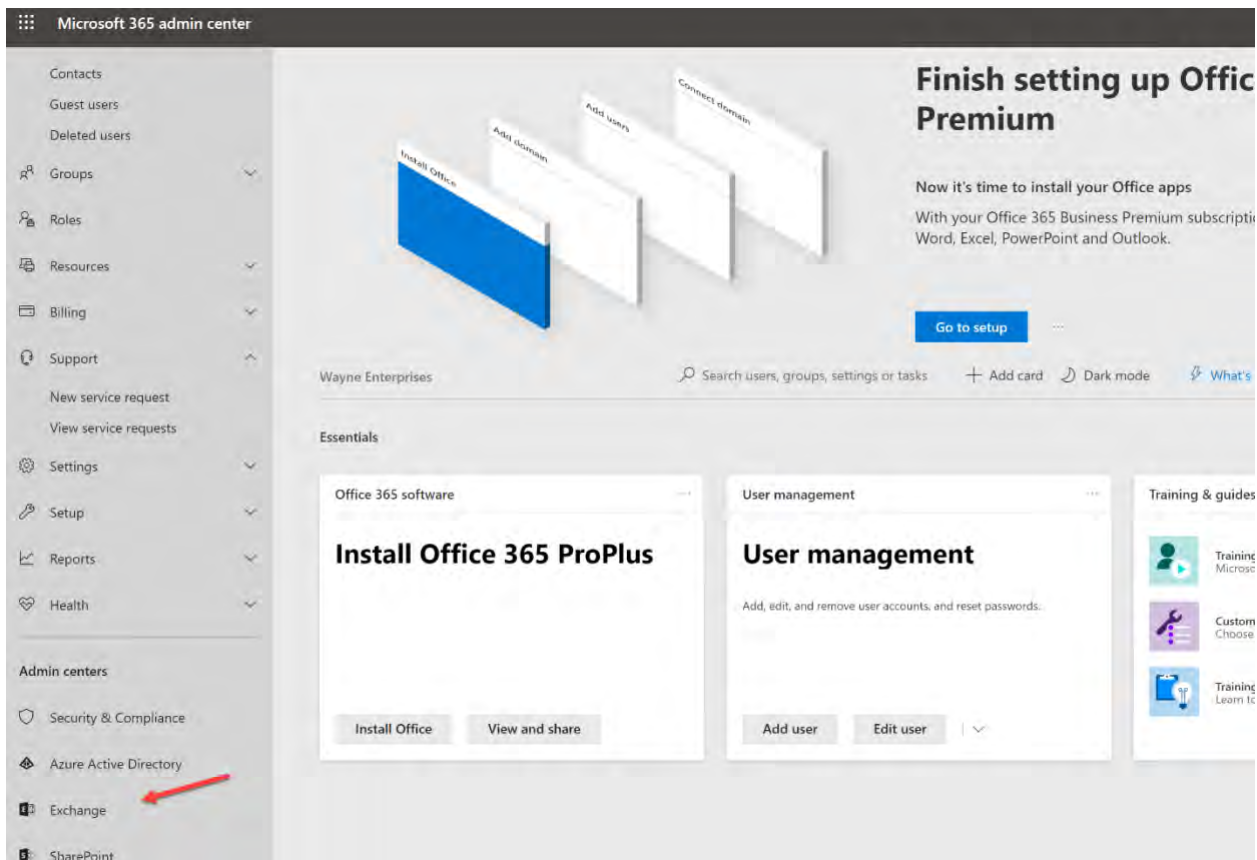 Microsoft 365 admin center
Contacts
Guest users
Deleted users
Groups
Roles
Resources
Billing
Support
New service request
View service requests
Settings
Setup
Reports
Health
Admin centers
Security & Compliance
Azure Active Directory
Exchange
SharePoint
Install Office
Add domain
Add users
Connect domain
Finish setting up Offic
Premium
Now it's time to install your Office apps
With your Office 365 Business Premium subscripti
Word, Excel, PowerPoint and Outlook.
Go to setup
Wayne Enterprises
Search users, groups, settings or tasks
Add card
Dark mode
What's
Essentials
Office 365 software
Install Office 365 ProPlus
Install Office
View and share
User management
User management
Add, edit, and remove user accounts, and reset passwords.
Add user
Edit user
Training & guides
Training
Microso
Custom
Choose
Training
Learn to